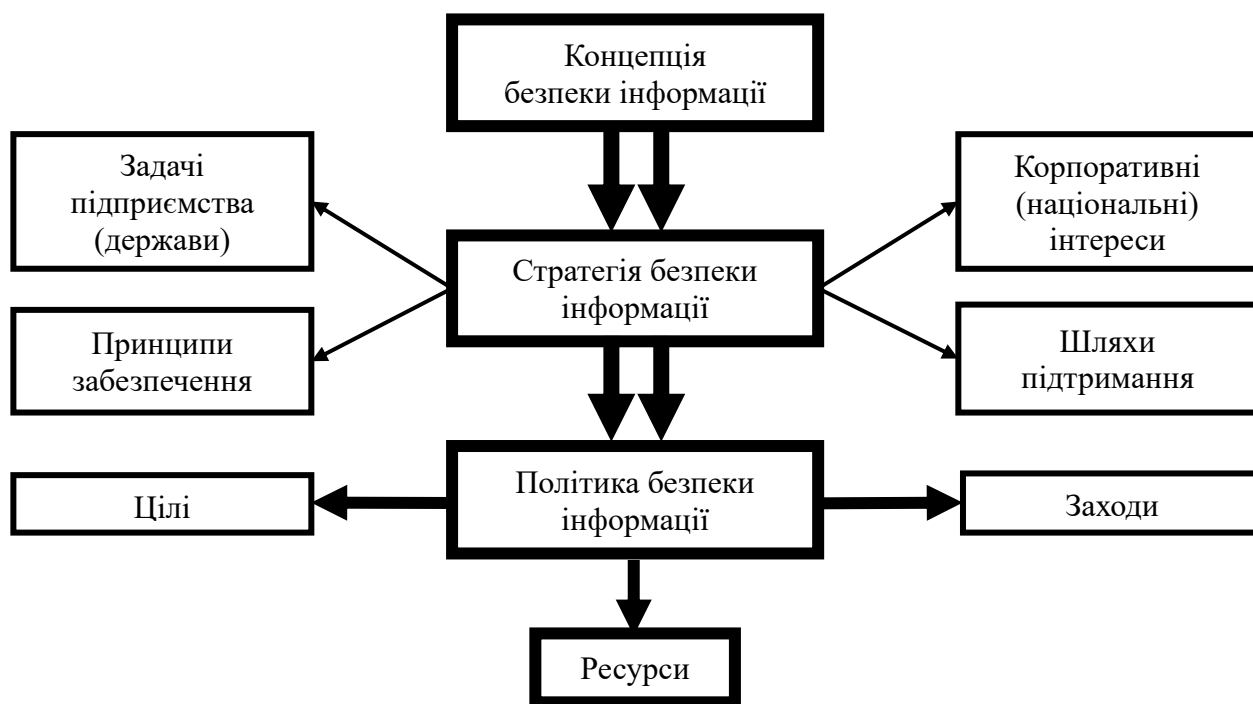 Концепція
безпеки інформації
Задачі
підприємства
(держави)
Корпоративні
(національні)
інтереси
Стратегія безпеки
інформації
Принципи
забезпечення
Шляхи
підтримання
Політика безпеки
інформації
Цілі
Заходи
Ресурси